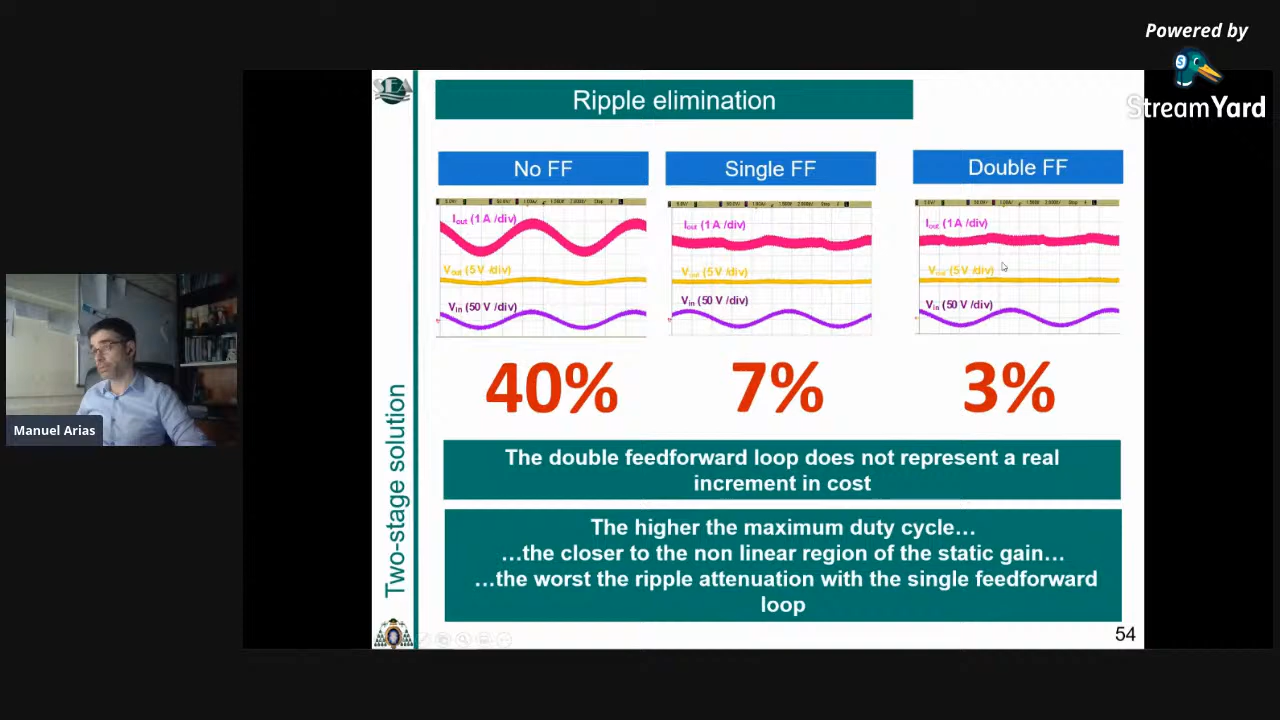 Powered by
StreamYard
SEA
Ripple elimination
No FF
Single FF
Double FF
Iout (1 A /div)
Vout (5 V /div)
Vin (50 V /div)
Iout (1 A /div)
Vout (5 V /div)
Vin (50 V /div)
Iout (1 A /div)
Vout (5 V /div)
Vin (50 V /div)
40%
7%
3%
The double feedforward loop does not represent a real
increment in cost
The higher the maximum duty cycle…
…the closer to the non linear region of the static gain…
…the worst the ripple attenuation with the single feedforward
loop
Two-stage solution
54
Manuel Arias